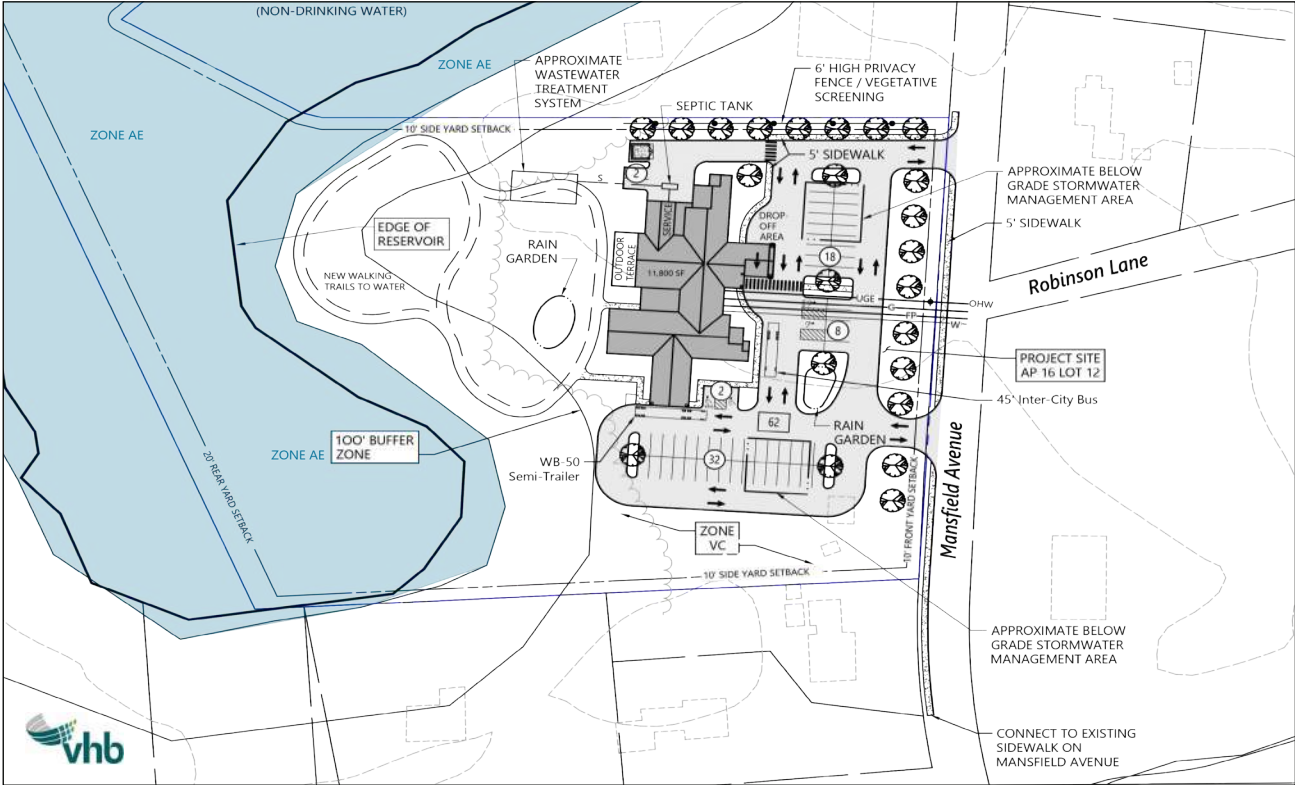 (NON-DRINKING WATER)
ZONE AE
APPROXIMATE
WASTEWATER
TREATMENT
SYSTEM
6' HIGH PRIVACY
FENCE / VEGETATIVE
SCREENING
SEPTIC TANK
ZONE AE
10' SIDE YARD SETBACK
5' SIDEWALK
2
S
APPROXIMATE BELOW
GRADE STORMWATER
MANAGEMENT AREA
SERVICE
DROP-
OFF
AREA
5' SIDEWALK
EDGE OF
RESERVOIR
RAIN
GARDEN
OUTDOOR
TERRACE
11,800 SF
18
Robinson Lane
NEW WALKING
TRAILS TO WATER
UGE
OHW
G
FP
W
8
PROJECT SITE
AP 16 LOT 12
2
45' Inter-City Bus
62
RAIN
GARDEN
100' BUFFER
ZONE
ZONE AE
WB-50
Semi-Trailer
32
20' REAR YARD SETBACK
10' FRONT YARD SETBACK
Mansfield Avenue
ZONE
VC
10' SIDE YARD SETBACK
APPROXIMATE BELOW
GRADE STORMWATER
MANAGEMENT AREA
vhb
CONNECT TO EXISTING
SIDEWALK ON
MANSFIELD AVENUE